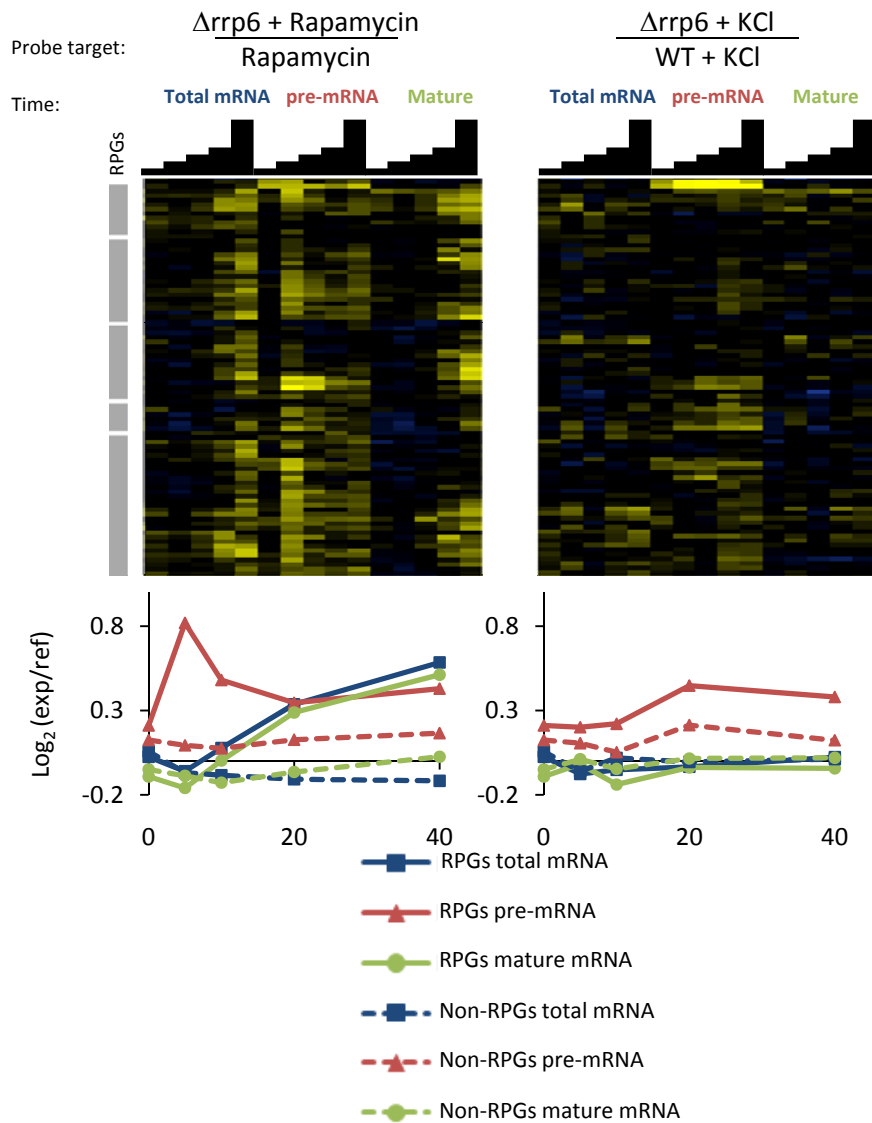 Probe target:
Δrrp6 + Rapamycin
Rapamycin
Δrrp6 + KCl
WT + KCl
Time:
Total mRNA pre-mRNA Mature
Total mRNA pre-mRNA Mature
RPGs
Log2 (exp/ref)
0.8
0.3
-0.2
0 20 40
0.8
0.3
-0.2
0 20 40
RPGs total mRNA
RPGs pre-mRNA
RPGs mature mRNA
Non-RPGs total mRNA
Non-RPGs pre-mRNA
Non-RPGs mature mRNA